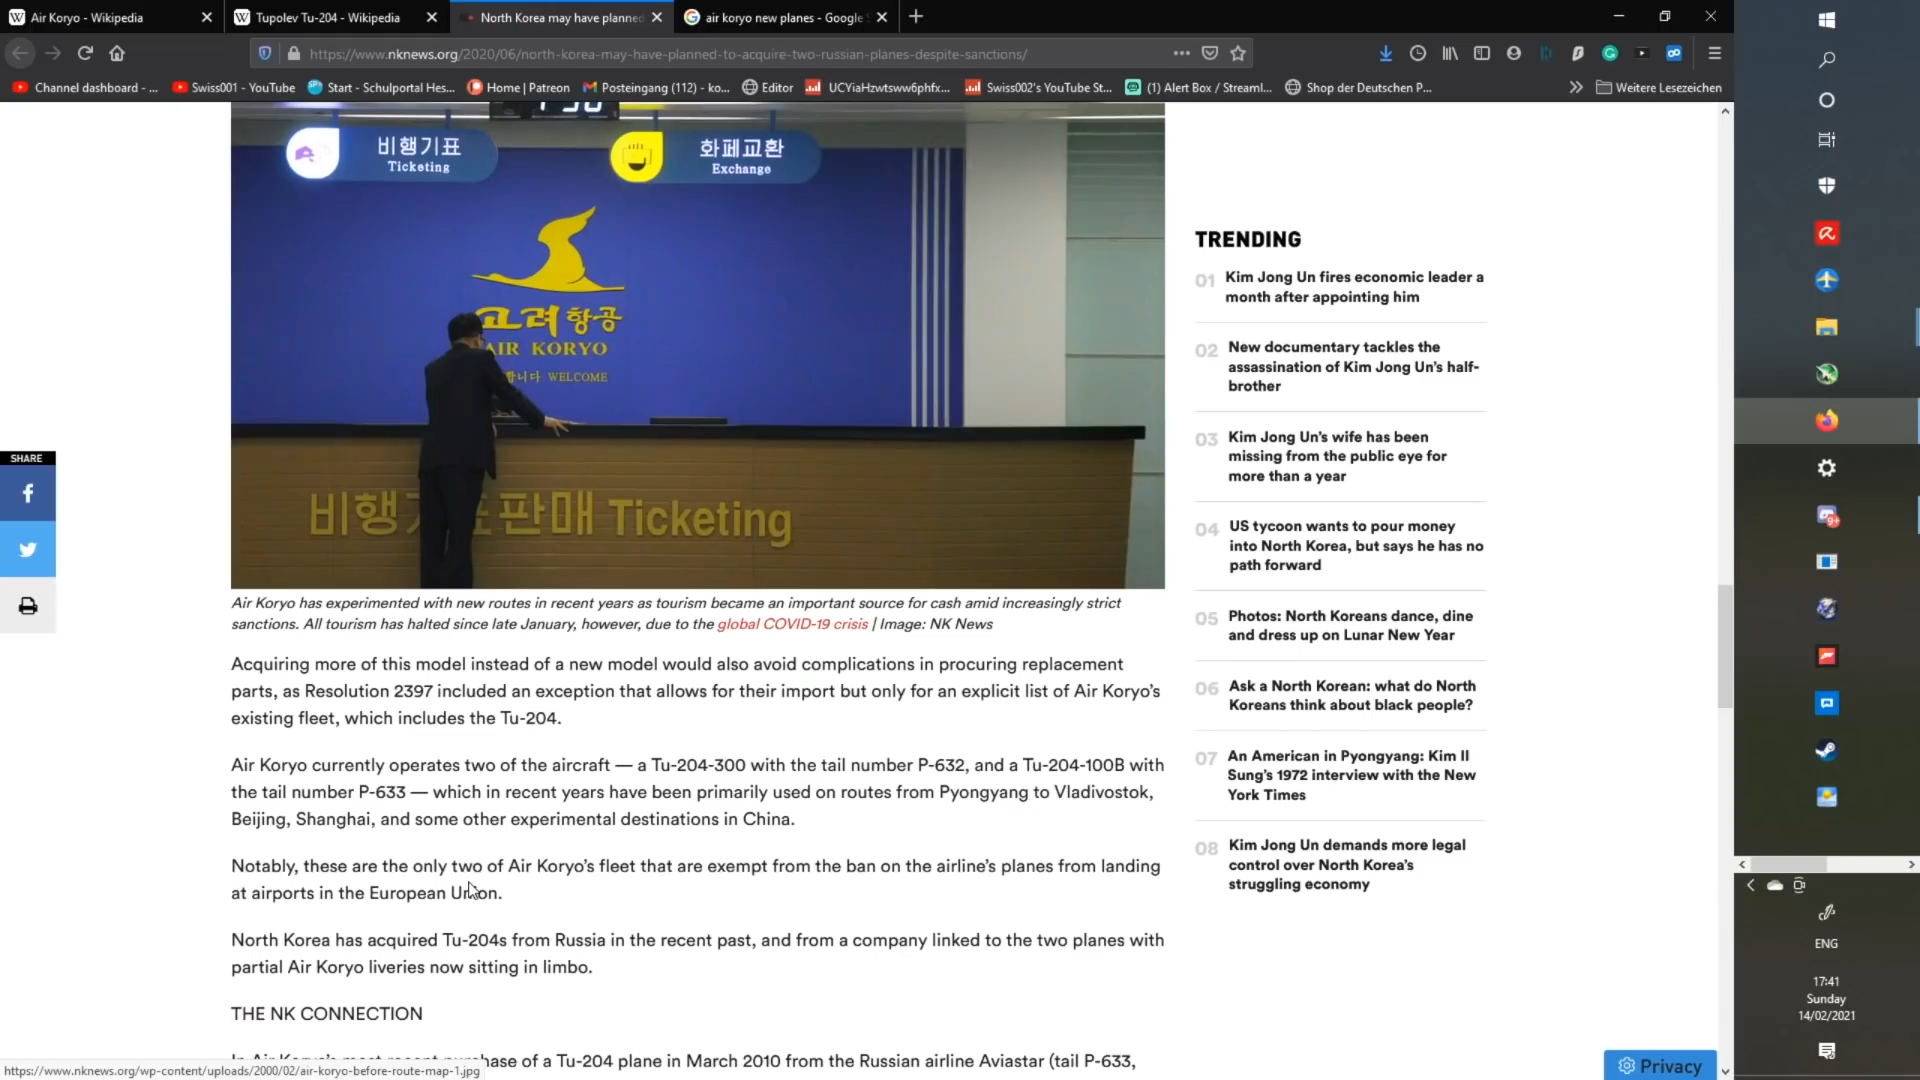 Air Koryo - Wikipedia
Tupolev Tu-204 - Wikipedia
North Korea may have planned
air koryo new planes - Google
https://www.nknews.org/2020/06/north-korea-may-have-planned-to-acquire-two-russian-planes-despite-sanctions/
Channel dashboard - ...
Swiss001 - YouTube
Start - Schulportal Hes...
Home | Patreon
Posteingang (112) - ko...
Editor
UCYiaHzwtsww6phfx...
Swiss002's YouTube St...
(1) Alert Box / Streaml...
Shop der Deutschen P...
Weitere Lesezeichen
비행기표
Ticketing
화폐교환
Exchange
고려항공
AIR KORYO
합니다 WELCOME
비행기표판매 Ticketing
SHARE
Air Koryo has experimented with new routes in recent years as tourism became an important source for cash amid increasingly strict
sanctions. All tourism has halted since late January, however, due to the global COVID-19 crisis | Image: NK News
Acquiring more of this model instead of a new model would also avoid complications in procuring replacement
parts, as Resolution 2397 included an exception that allows for their import but only for an explicit list of Air Koryo's
existing fleet, which includes the Tu-204.
Air Koryo currently operates two of the aircraft — a Tu-204-300 with the tail number P-632, and a Tu-204-100B with
the tail number P-633 — which in recent years have been primarily used on routes from Pyongyang to Vladivostok,
Beijing, Shanghai, and some other experimental destinations in China.
Notably, these are the only two of Air Koryo's fleet that are exempt from the ban on the airline's planes from landing
at airports in the European Union.
North Korea has acquired Tu-204s from Russia in the recent past, and from a company linked to the two planes with
partial Air Koryo liveries now sitting in limbo.
THE NK CONNECTION
In Air Koryo's most recent purchase of a Tu-204 plane in March 2010 from the Russian airline Aviastar (tail P-633,
https://www.nknews.org/wp-content/uploads/2000/02/air-koryo-before-route-map-1.jpg
TRENDING
01 Kim Jong Un fires economic leader a
month after appointing him
02 New documentary tackles the
assassination of Kim Jong Un's half-
brother
03 Kim Jong Un's wife has been
missing from the public eye for
more than a year
04 US tycoon wants to pour money
into North Korea, but says he has no
path forward
05 Photos: North Koreans dance, dine
and dress up on Lunar New Year
06 Ask a North Korean: what do North
Koreans think about black people?
07 An American in Pyongyang: Kim Il
Sung's 1972 interview with the New
York Times
08 Kim Jong Un demands more legal
control over North Korea's
struggling economy
Privacy
9+
ENG
17:41
Sunday
14/02/2021